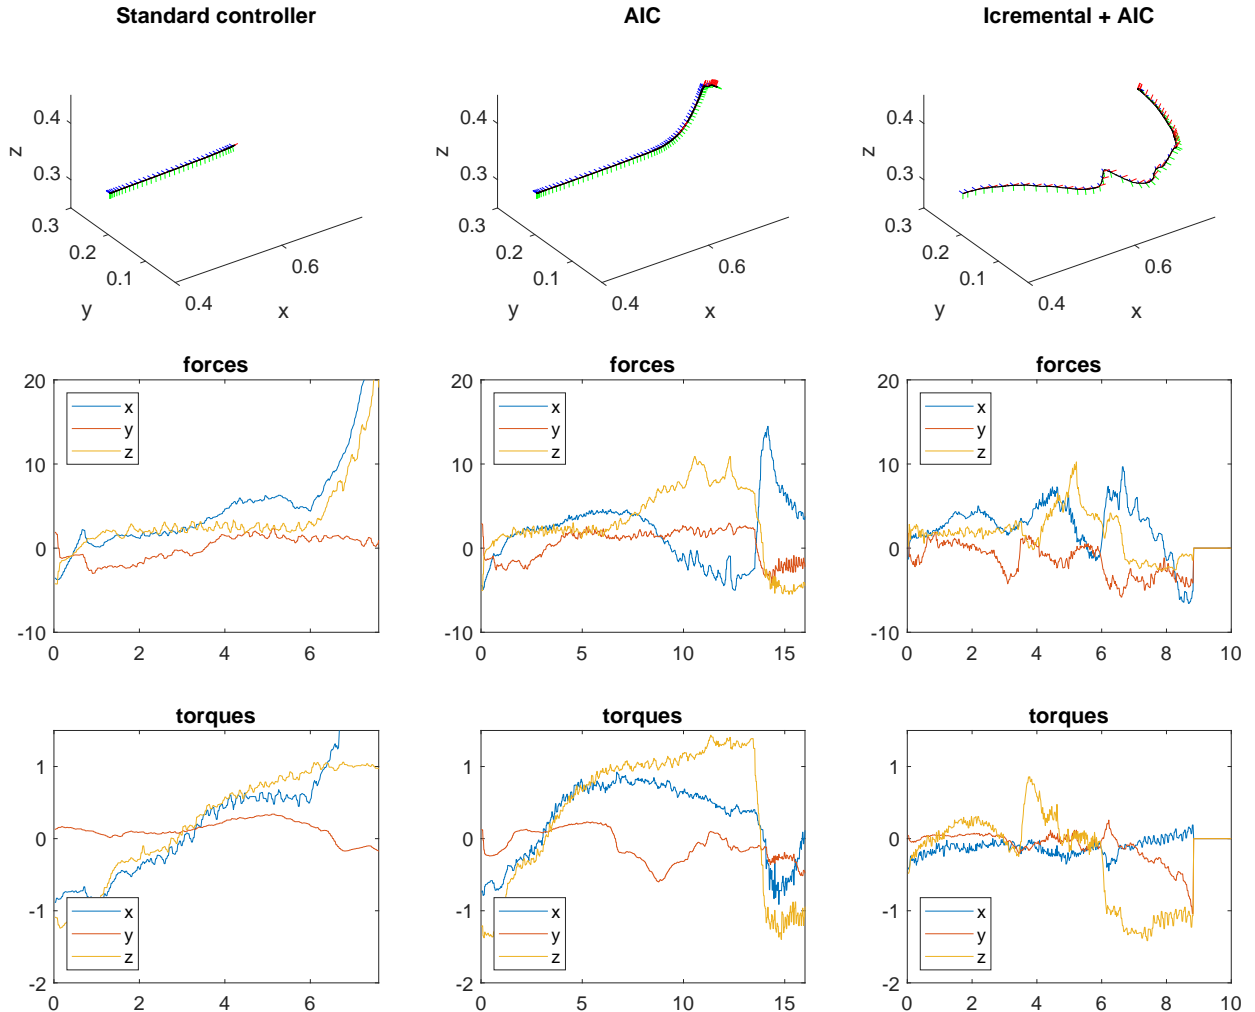 Standard controller
AIC
Icremental + AIC
z
0.4
0.3
0.3
0.2
0.1
y
0.4
0.6
x
z
0.4
0.3
0.3
0.2
0.1
y
0.4
0.6
x
z
0.4
0.3
0.3
0.2
0.1
y
0.4
0.6
x
forces
20
10
0
-10
0 2 4 6
x
y
z
forces
20
10
0
-10
0 5 10 15
x
y
z
forces
20
10
0
-10
0 2 4 6 8 10
x
y
z
torques
1
0
-1
-2
0 2 4 6
x
y
z
torques
1
0
-1
-2
0 5 10 15
x
y
z
torques
1
0
-1
-2
0 2 4 6 8 10
x
y
z